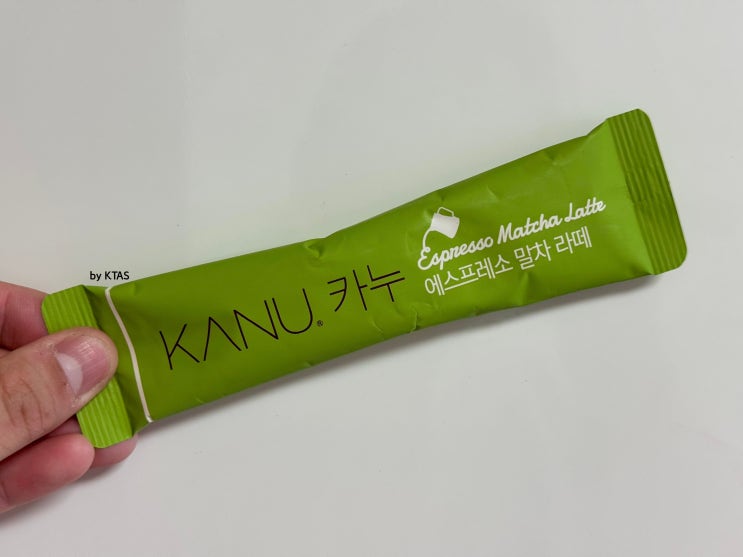 by KTAS
KANU® 카누
Espresso Matcha Latte
에스프레소 말차 라떼